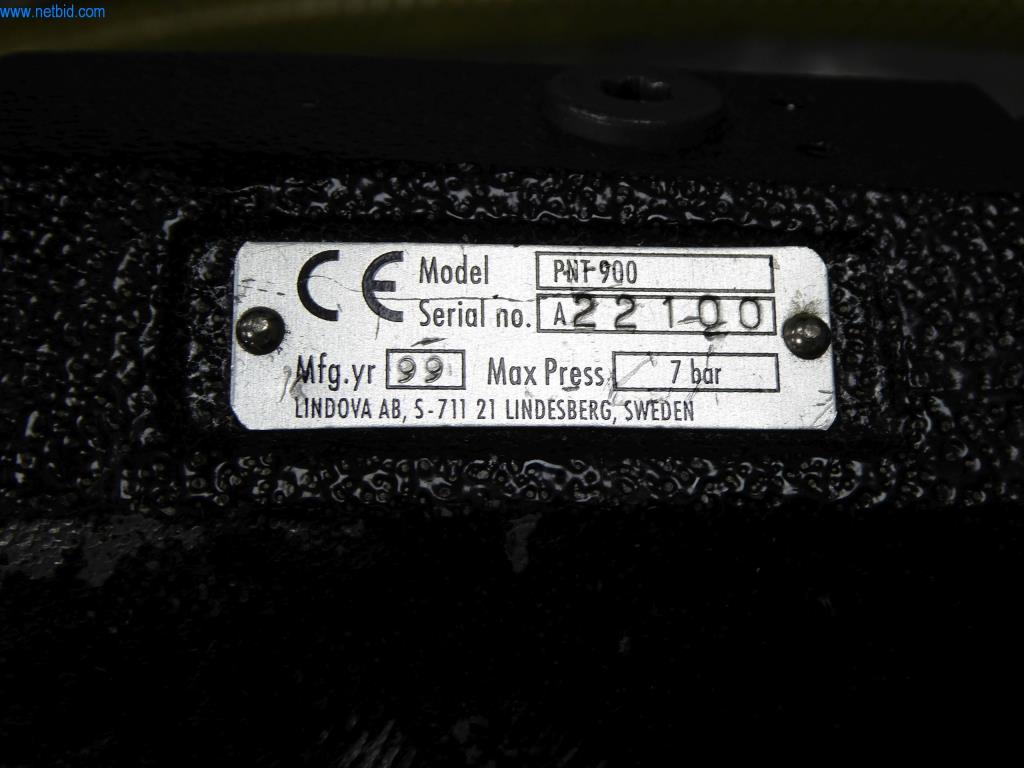 www.netbid.com
CE Model PNT-900
Serial no. A22100
Mfg.yr 99 Max Press 7 bar
LINDOVA AB, S-711 21 LINDESBERG, SWEDEN